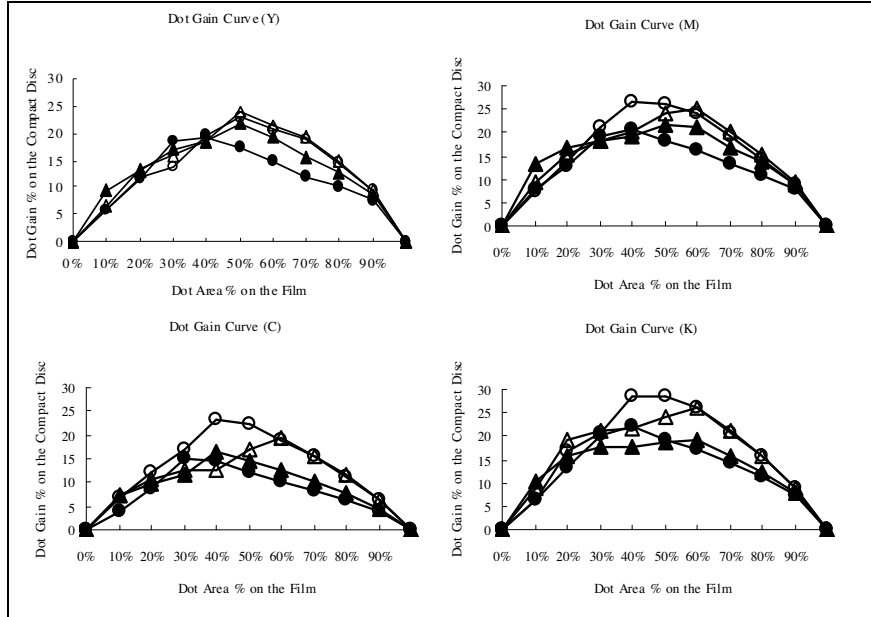 Dot Gain Curve (Y)
Dot Gain % on the Compact Disc
30
25
20
15
10
5
0
0% 10% 20% 30% 40% 50% 60% 70% 80% 90%
Dot Area % on the Film
Dot Gain Curve (M)
Dot Gain % on the Compact Disc
30
25
20
15
10
5
0
0% 10% 20% 30% 40% 50% 60% 70% 80% 90%
Dot Area % on the Film
Dot Gain Curve (C)
Dot Gain % on the Compact Disc
30
25
20
15
10
5
0
0% 10% 20% 30% 40% 50% 60% 70% 80% 90%
Dot Area % on the Film
Dot Gain Curve (K)
Dot Gain % on the Compact Disc
30
25
20
15
10
5
0
0% 10% 20% 30% 40% 50% 60% 70% 80% 90%
Dot Area % on the Film